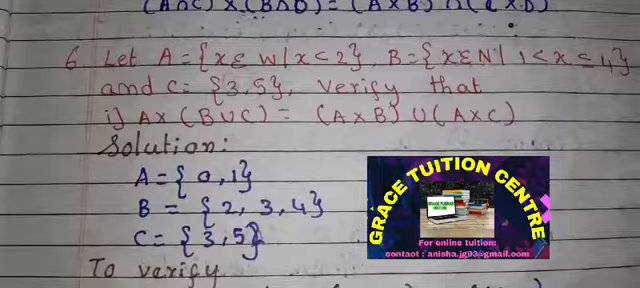 (A∩C) × (B∩D) = (A×B) ∩ (C×D)
6. Let A = {x ε W / x < 2}, B = {x ε N / 1 < x ≤ 4}
and C = {3, 5}, verify that
i) A × (B ∪ C) = (A × B) ∪ (A × C)
Solution:
A = { 0, 1}
B = { 2, 3, 4}
C = {3, 5}
To verify
GRACE TUITION CENTRE
For online tuition:
contact : anisha.jg93@gmail.com